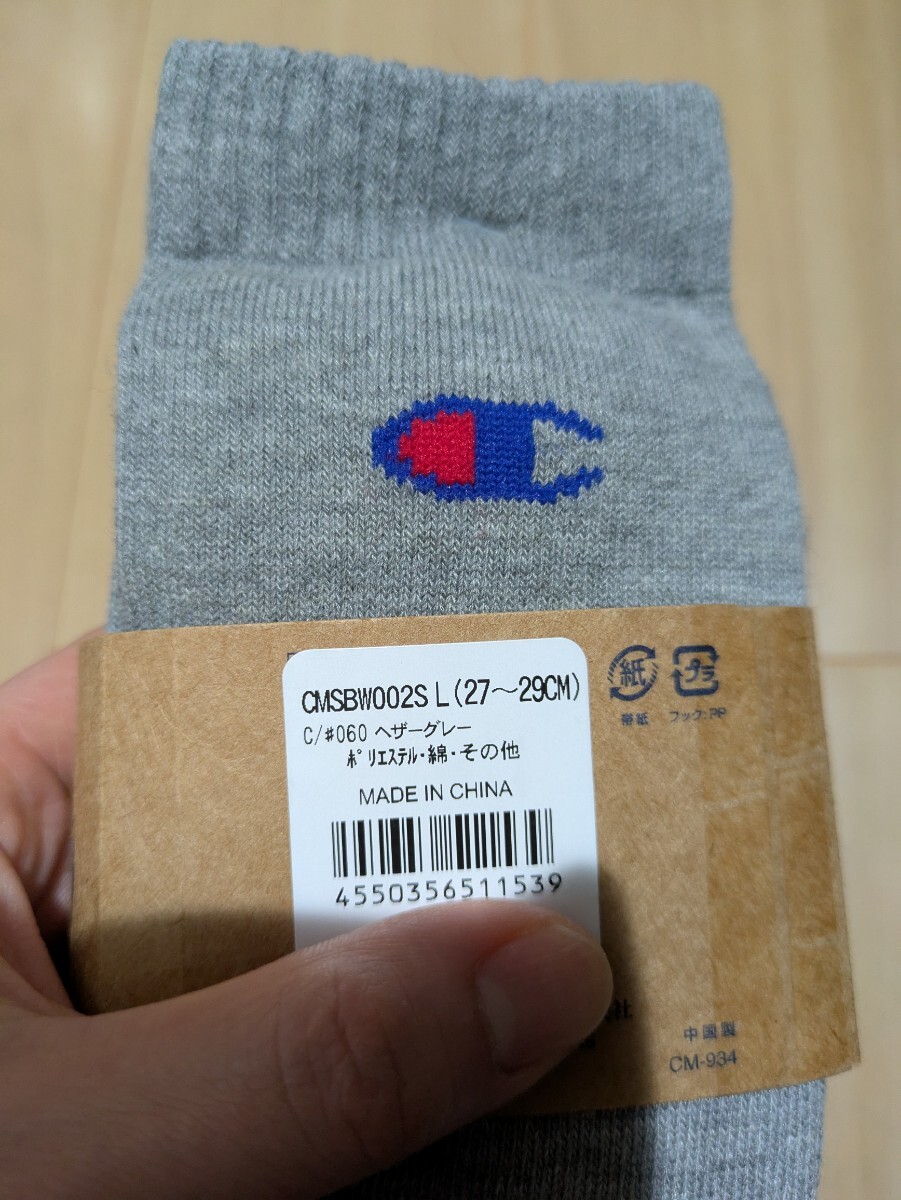 CMSBW002S L(27～29CM)
C/#060 ヘザーグレー
ﾎﾟﾘｴｽﾃﾙ・綿・その他
MADE IN CHINA
4550356511539
紙
プラ
帯紙
フック:PP
中国製
CM-934